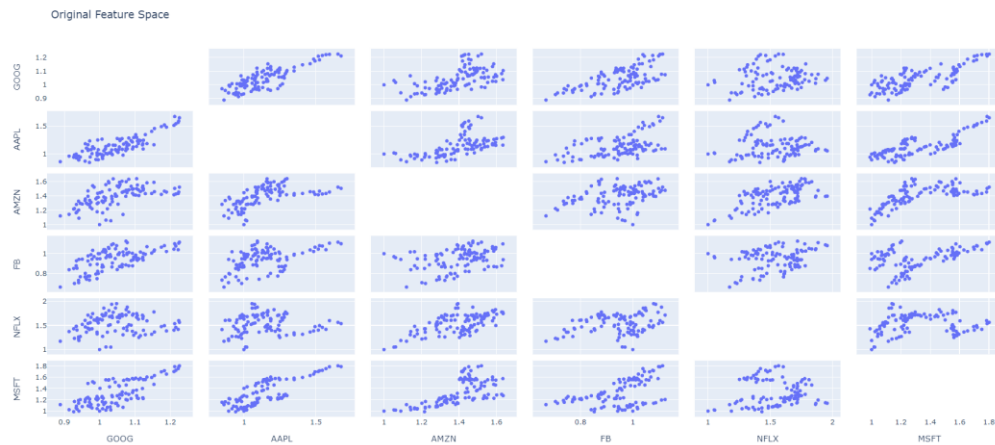 Original Feature Space
GOOG
1.2
1.1
1
0.9
AAPL
1.5
1
AMZN
1.6
1.4
1.2
1
FB
1
0.8
NFLX
2
1.5
1
MSFT
1.8
1.6
1.4
1.2
1
0.9 1 1.1 1.2 1 1.5 1 1.2 1.4 1.6 0.8 1 1 1.5 2 1 1.2 1.4 1.6 1.8
GOOG AAPL AMZN FB NFLX MSFT